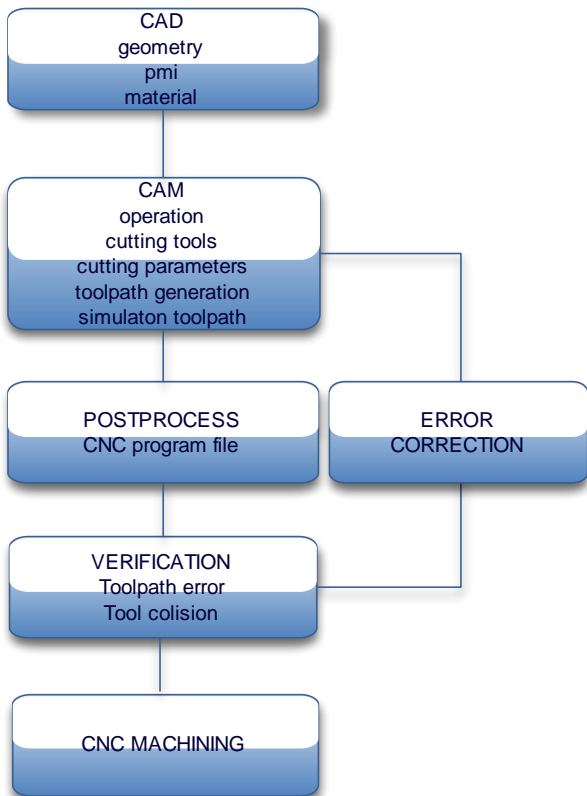 CAD
geometry
pmi
material
CAM
operation
cutting tools
cutting parameters
toolpath generation
simulaton toolpath
POSTPROCESS
CNC program file
ERROR
CORRECTION
VERIFICATION
Toolpath error
Tool colision
CNC MACHINING